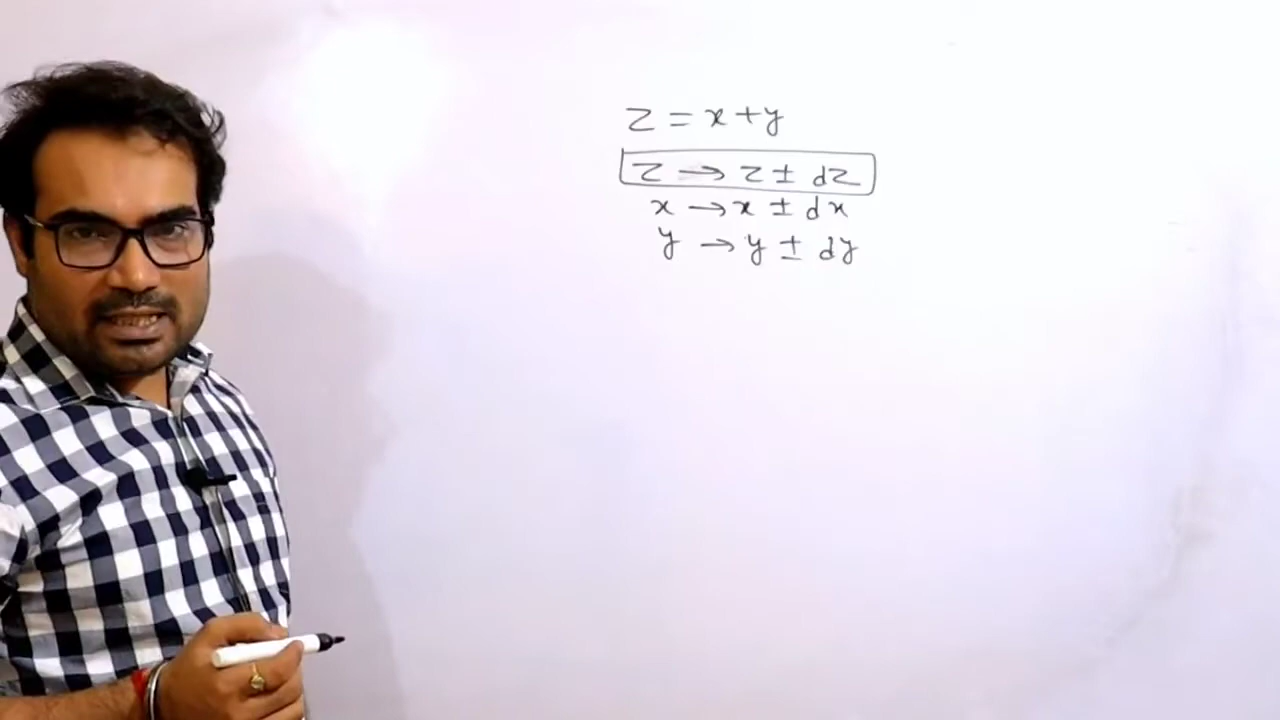 z = x + y
z → z ± dz
x → x ± dx
y → y ± dy